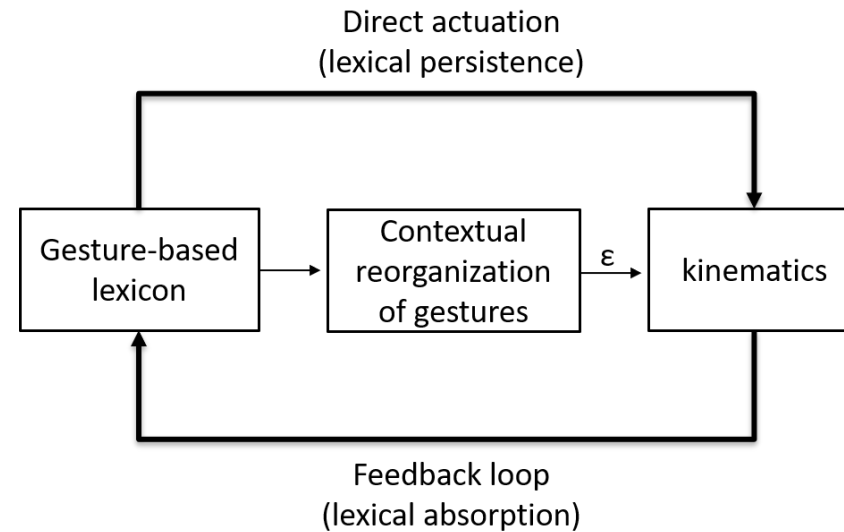 Direct actuation
(lexical persistence)
Gesture-based
lexicon
Contextual
reorganization
of gestures
ε
kinematics
Feedback loop
(lexical absorption)